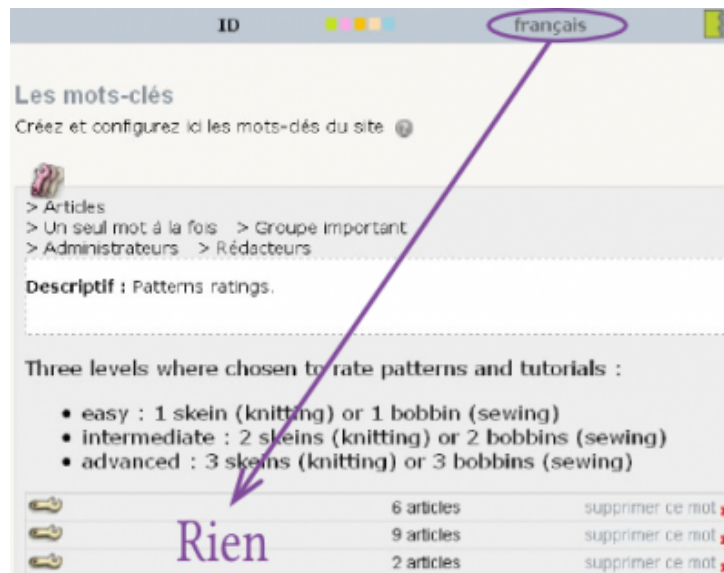 ID français
Les mots-clés
Créez et configurez ici les mots-clés du site
> Articles
> Un seul mot à la fois > Groupe important
> Administrateurs > Rédacteurs
Descriptif : Patterns ratings.
Three levels where chosen to rate patterns and tutorials :
• easy : 1 skein (knitting) or 1 bobbin (sewing)
• intermediate : 2 skeins (knitting) or 2 bobbins (sewing)
• advanced : 3 skeins (knitting) or 3 bobbins (sewing)
6 articles supprimer ce mot
Rien 9 articles supprimer ce mot
2 articles supprimer ce mot